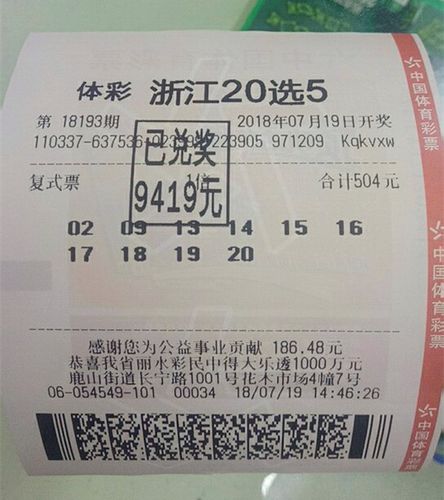 体彩 浙江20选5
第 18193期 2018年07月19日开奖
110337-637536 223905 971209 Kqkvxw
已兑奖
9419元
复式票 1倍 合计504元
02 09 13 14 15 16
17 18 19 20
感谢您为公益事业贡献 186.48元
恭喜我省丽水彩民中得大乐透1000万元
鹿山街道长宁路1001号花木市场4幢7号
06-054549-101 00034 18/07/19 14:46:26
中国体育彩票
中国体育彩票
中国体育彩票